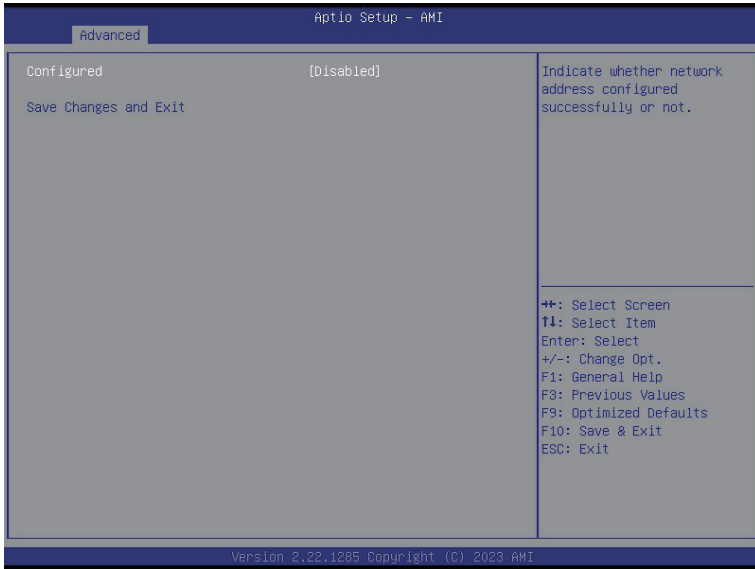 Aptio Setup – AMI
Advanced
Configured [Disabled]
Save Changes and Exit
Indicate whether network
address configured
successfully or not.
→←: Select Screen
↑↓: Select Item
Enter: Select
+/-: Change Opt.
F1: General Help
F3: Previous Values
F9: Optimized Defaults
F10: Save & Exit
ESC: Exit
Version 2.22.1285 Copyright (C) 2023 AMI